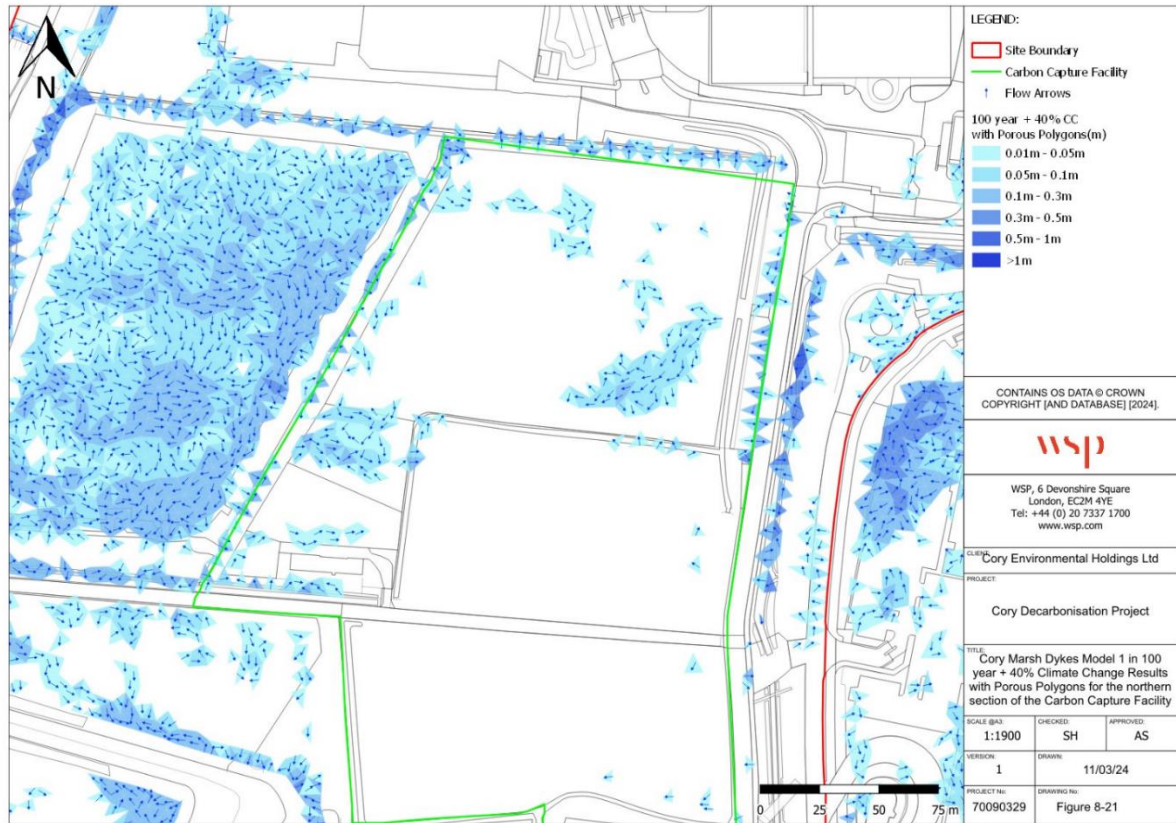 N
LEGEND:
Site Boundary
Carbon Capture Facility
Flow Arrows
100 year + 40% CC
with Porous Polygons(m)
0.01m - 0.05m
0.05m - 0.1m
0.1m - 0.3m
0.3m - 0.5m
0.5m - 1m
>1m
CONTAINS OS DATA © CROWN
COPYRIGHT [AND DATABASE] [2024].
wsp
WSP, 6 Devonshire Square
London, EC2M 4YE
Tel: +44 (0) 20 7337 1700
www.wsp.com
CLIENT:
Cory Environmental Holdings Ltd
PROJECT:
Cory Decarbonisation Project
TITLE:
Cory Marsh Dykes Model 1 in 100
year + 40% Climate Change Results
with Porous Polygons for the northern
section of the Carbon Capture Facility
SCALE @A3: CHECKED: APPROVED:
1:1900 SH AS
VERSION: DRAWN:
1 11/03/24
PROJECT No: DRAWING No:
70090329 Figure 8-21
0 25 50 75 m